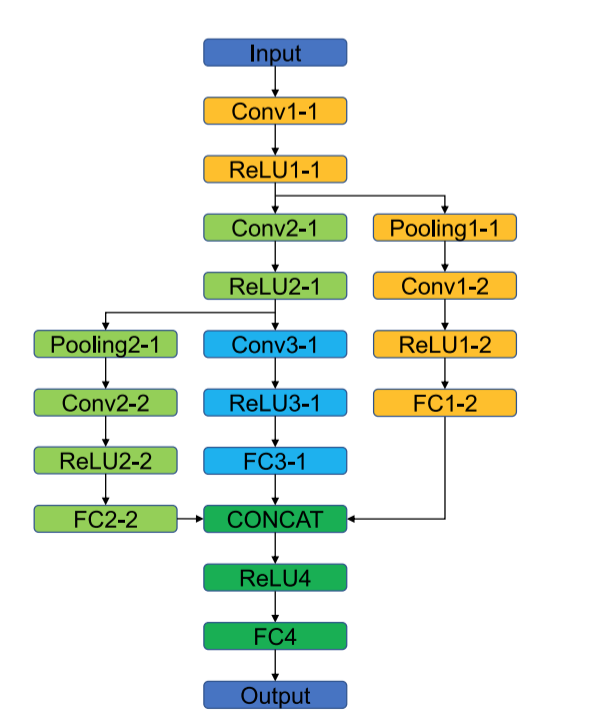 Input
Conv1-1
ReLU1-1
Conv2-1
Pooling1-1
ReLU2-1
Conv1-2
Pooling2-1
Conv3-1
ReLU1-2
Conv2-2
ReLU3-1
FC1-2
ReLU2-2
FC3-1
FC2-2
CONCAT
ReLU4
FC4
Output